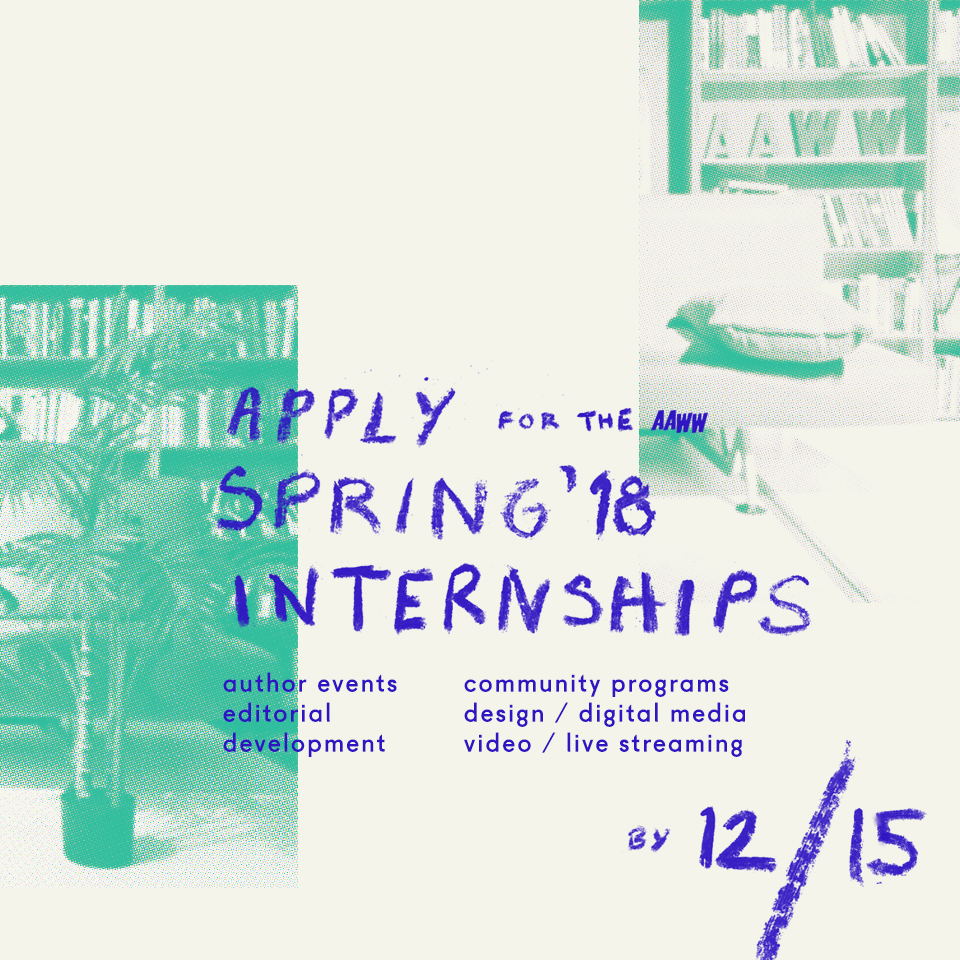 AAWW
APPLY FOR THE AAWW
SPRING'18
INTERNSHIPS
author events
editorial
development
community programs
design / digital media
video / live streaming
BY 12/15